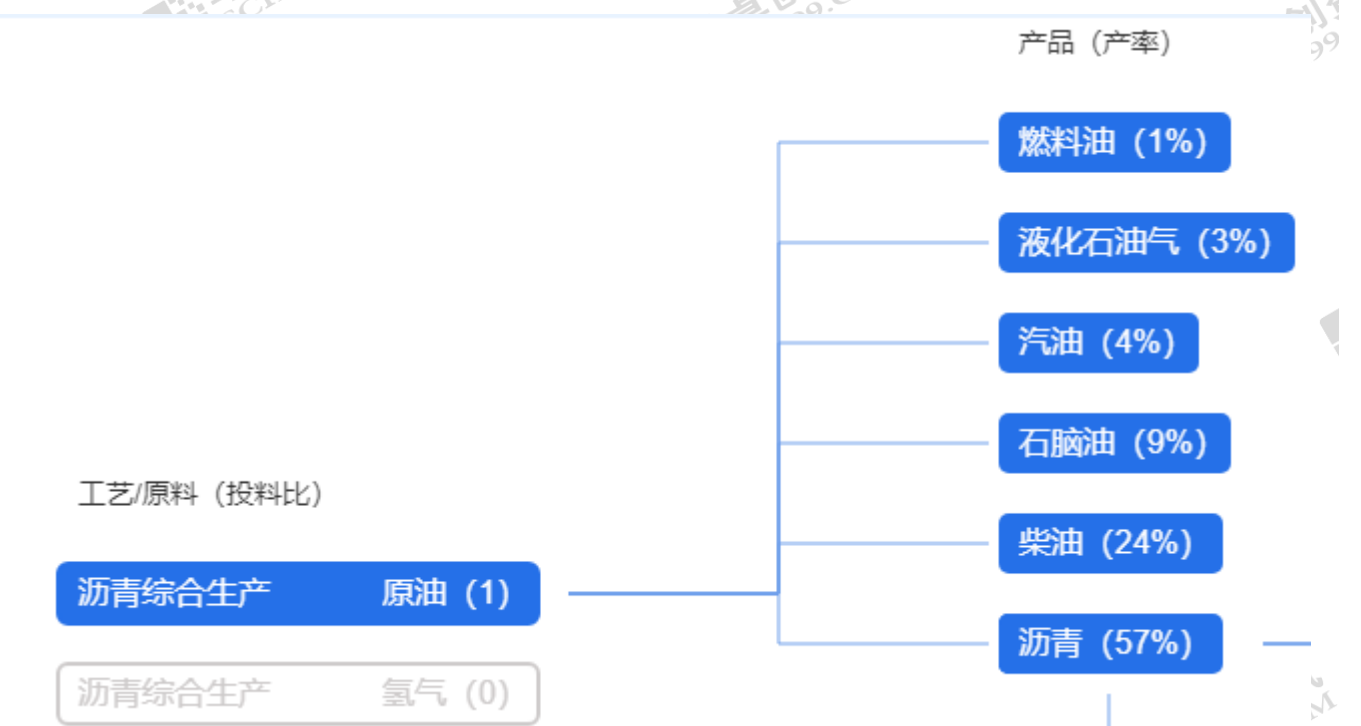 产品（产率）
燃料油（1%）
液化石油气（3%）
汽油（4%）
石脑油（9%）
工艺/原料（投料比）
柴油（24%）
沥青综合生产 原油（1）
沥青（57%）
沥青综合生产 氢气（0）